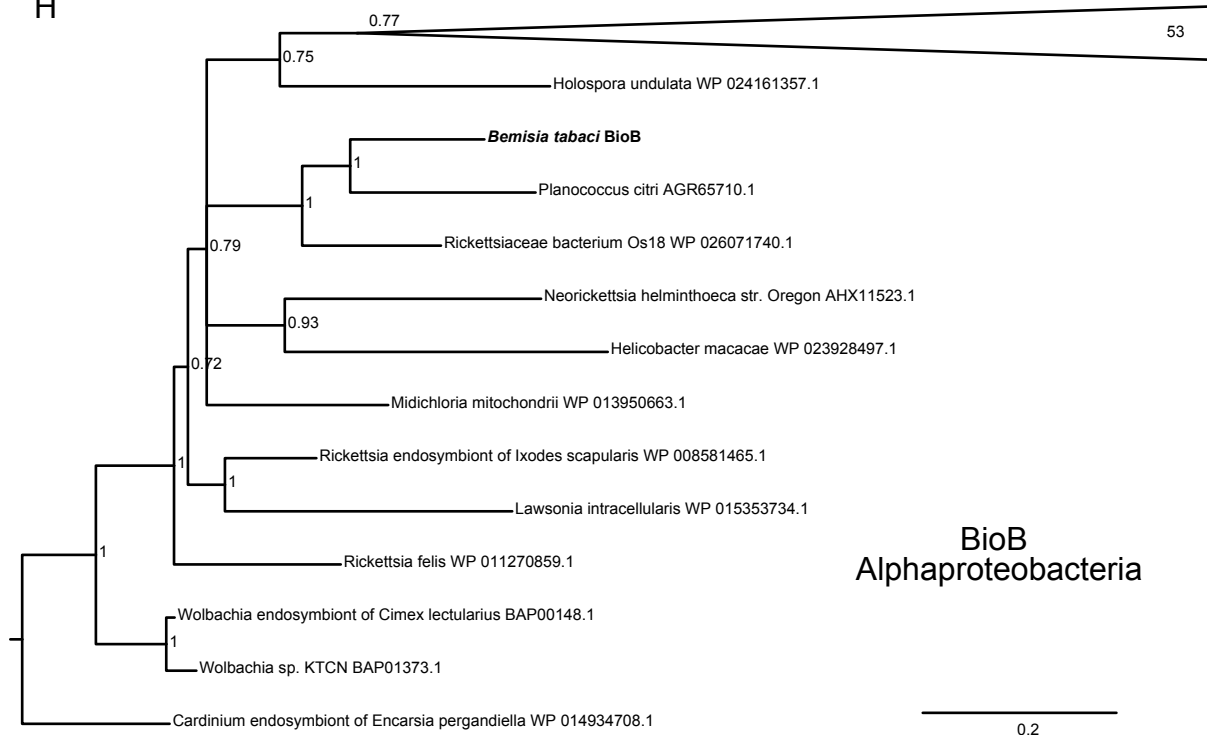 H
0.77
53
0.75
Holospora undulata WP 024161357.1
Bemisia tabaci BioB
1
Planococcus citri AGR65710.1
1
Rickettsiaceae bacterium Os18 WP 026071740.1
0.79
Neorickettsia helminthoeca str. Oregon AHX11523.1
0.93
Helicobacter macacae WP 023928497.1
0.72
Midichloria mitochondrii WP 013950663.1
Rickettsia endosymbiont of Ixodes scapularis WP 008581465.1
1
1
Lawsonia intracellularis WP 015353734.1
BioB
Alphaproteobacteria
1
Rickettsia felis WP 011270859.1
Wolbachia endosymbiont of Cimex lectularius BAP00148.1
1
Wolbachia sp. KTCN BAP01373.1
Cardinium endosymbiont of Encarsia pergandiella WP 014934708.1
0.2